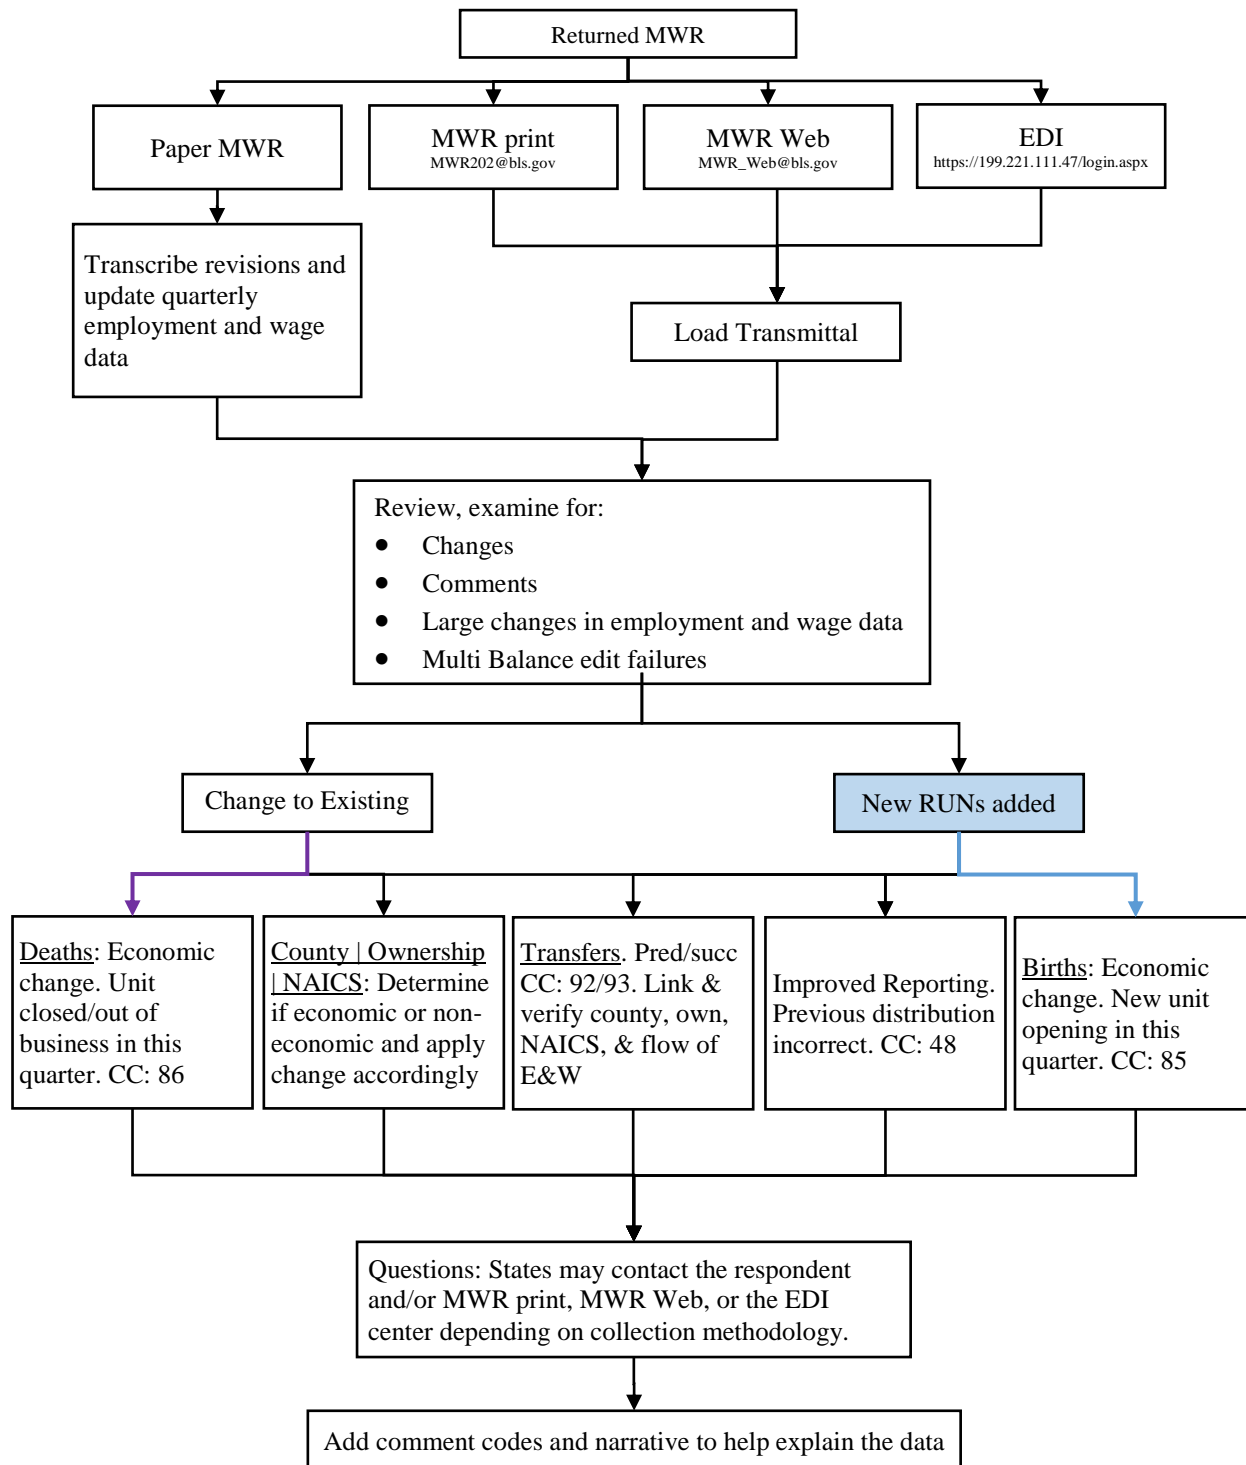 Returned MWR
Paper MWR
MWR print
MWR202@bls.gov
MWR Web
MWR_Web@bls.gov
EDI
https://199.221.111.47/login.aspx
Transcribe revisions and
update quarterly
employment and wage
data
Load Transmittal
Review, examine for:
● Changes
● Comments
● Large changes in employment and wage data
● Multi Balance edit failures
Change to Existing
New RUNs added
Deaths: Economic
change. Unit
closed/out of
business in this
quarter. CC: 86
County | Ownership
| NAICS: Determine
if economic or non-
economic and apply
change accordingly
Transfers. Pred/succ
CC: 92/93. Link &
verify county, own,
NAICS, & flow of
E&W
Improved Reporting.
Previous distribution
incorrect. CC: 48
Births: Economic
change. New unit
opening in this
quarter. CC: 85
Questions: States may contact the respondent
and/or MWR print, MWR Web, or the EDI
center depending on collection methodology.
Add comment codes and narrative to help explain the data